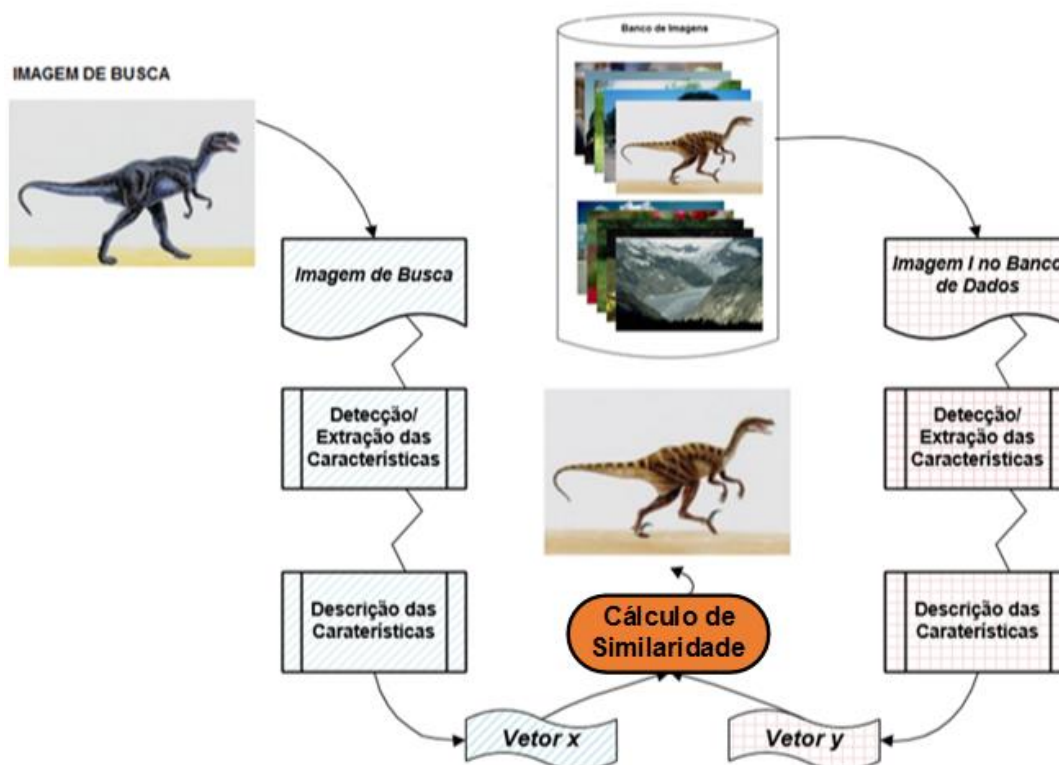 Banco de Imagens
IMAGEM DE BUSCA
Imagem de Busca
Imagem I no Banco
de Dados
Detecção/
Extração das
Características
Detecção/
Extração das
Características
Descrição das
Caraterísticas
Cálculo de
Similaridade
Descrição das
Caraterísticas
Vetor x
Vetor y